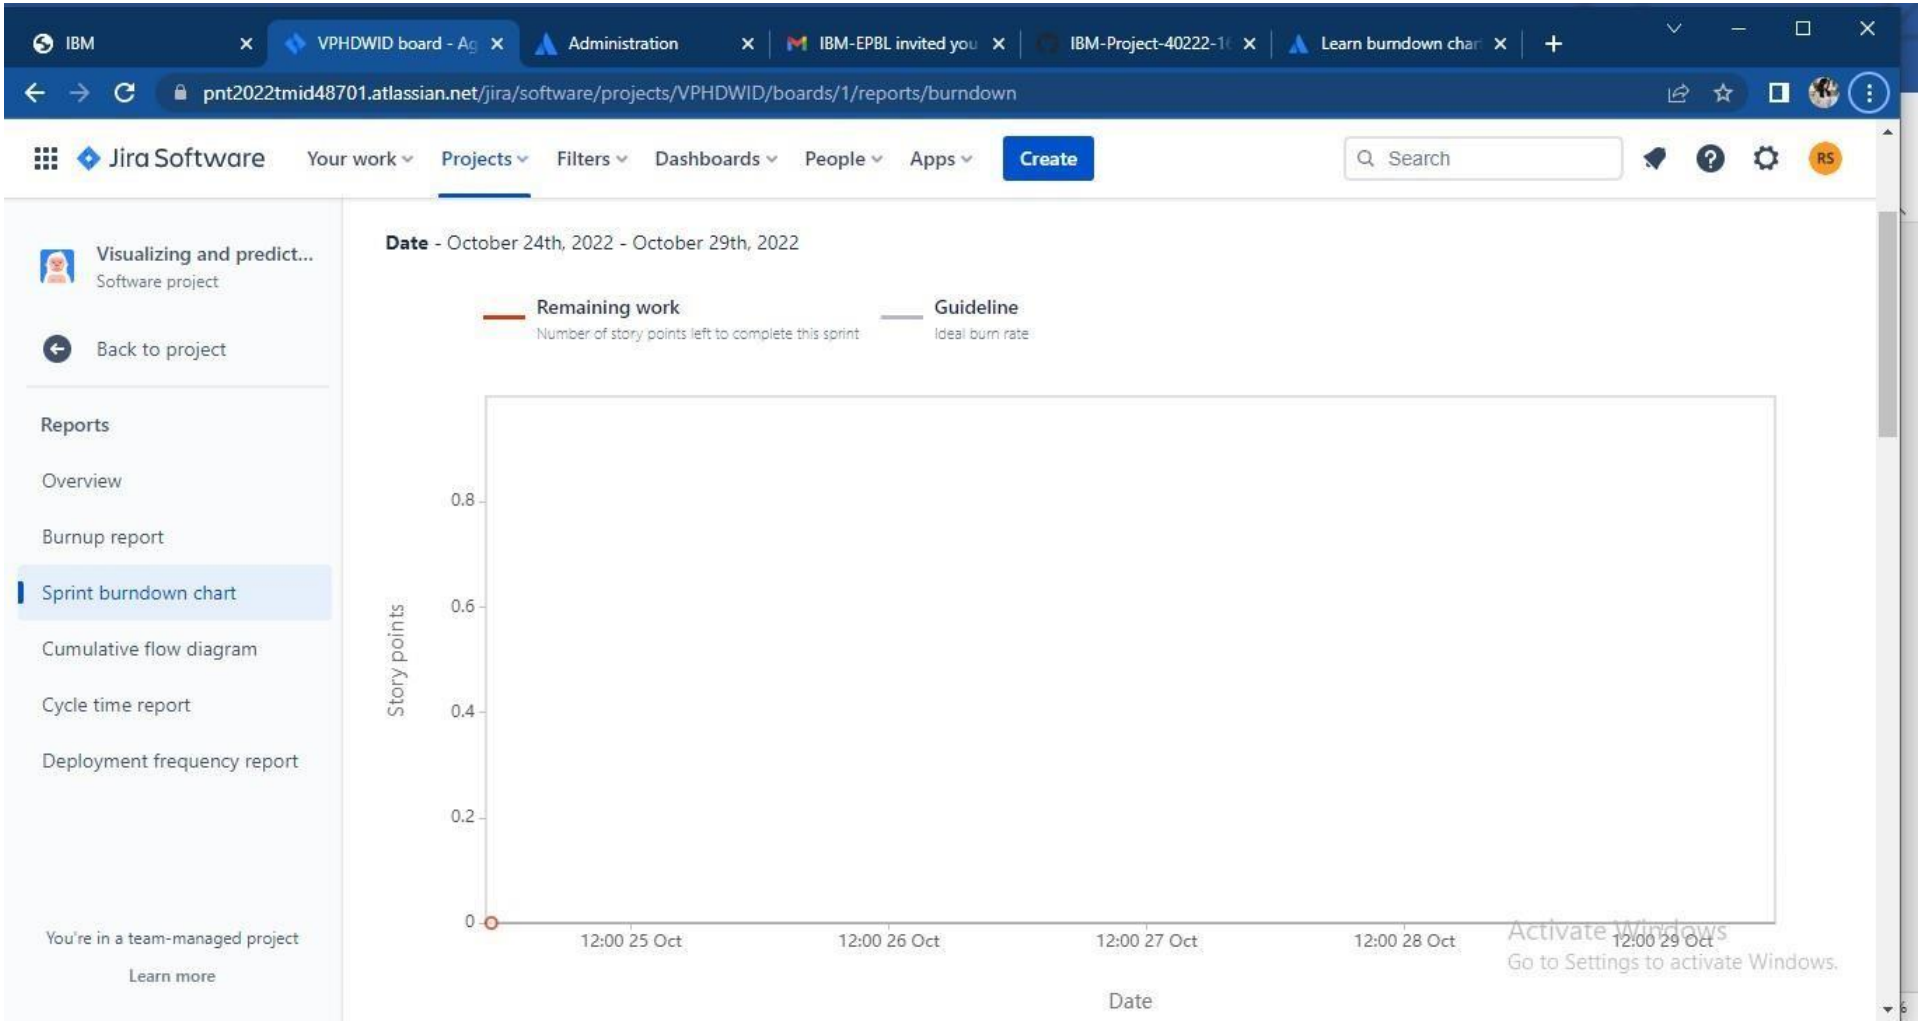 IBM
VPHDWID board - Ag
Administration
IBM-EPBL invited you
IBM-Project-40222-16
Learn burndown char
pnt2022tmid48701.atlassian.net/jira/software/projects/VPHDWID/boards/1/reports/burndown
Jira Software
Your work
Projects
Filters
Dashboards
People
Apps
Create
Search
RS
Visualizing and predict...
Software project
Back to project
Reports
Overview
Burnup report
Sprint burndown chart
Cumulative flow diagram
Cycle time report
Deployment frequency report
You're in a team-managed project
Learn more
Date - October 24th, 2022 - October 29th, 2022
Remaining work
Number of story points left to complete this sprint
Guideline
Ideal burn rate
Story points
0.8
0.6
0.4
0.2
0
12:00 25 Oct
12:00 26 Oct
12:00 27 Oct
12:00 28 Oct
12:00 29 Oct
Date
Activate Windows
Go to Settings to activate Windows.